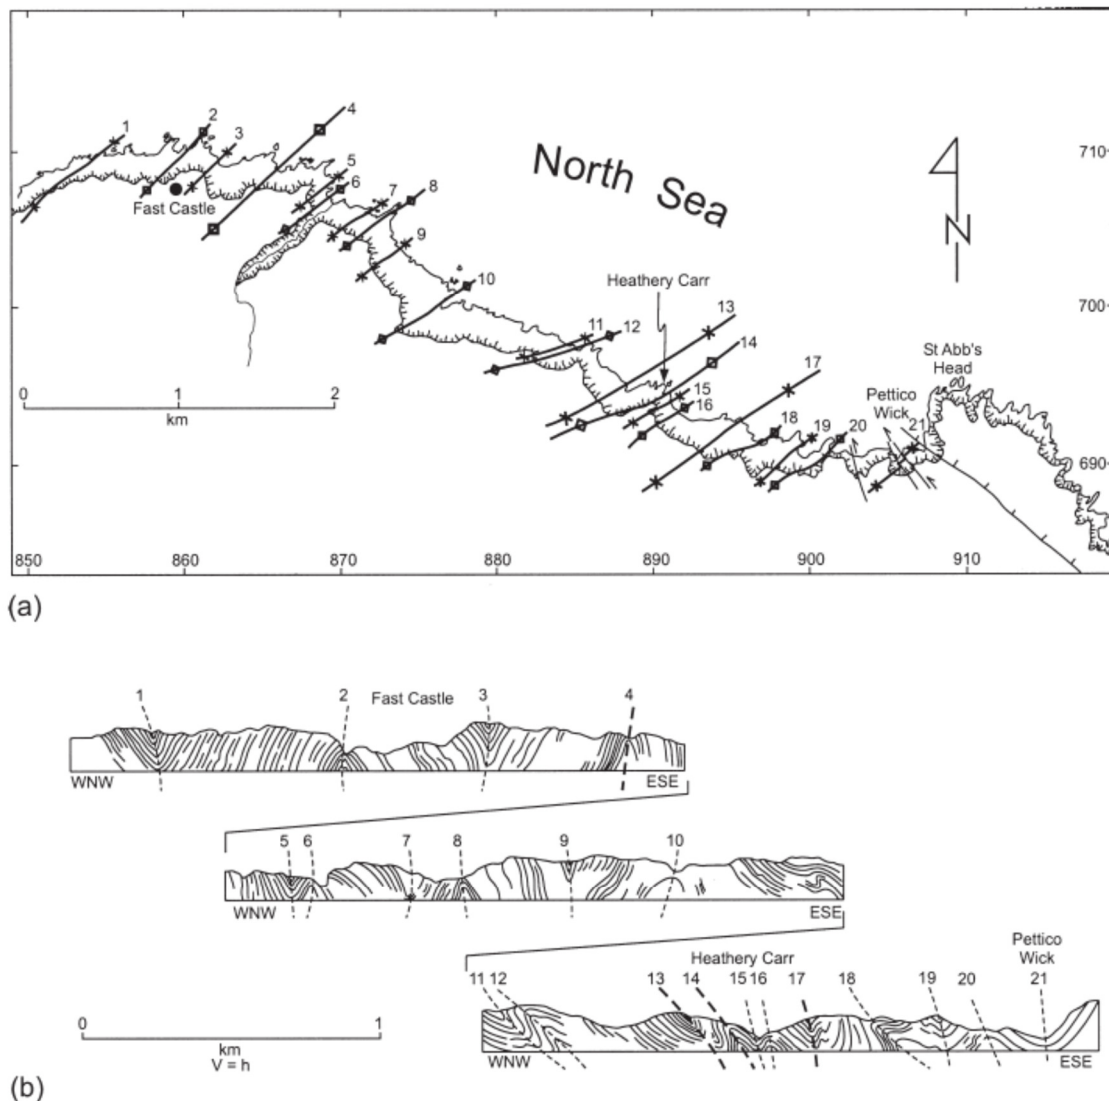 1
2
3
4
5
6
7
8
9
10
11
12
13
14
15
16
17
18
19
20
21
Fast Castle
North Sea
N
Heathery Carr
St Abb's
Head
Pettico
Wick
710
700
690
0 1 2
km
850 860 870 880 890 900 910
(a)
1 2 Fast Castle 3 4
WNW ESE
5 6 7 8 9 10
WNW ESE
Pettico
Heathery Carr Wick
11 12 13 14 15 16 17 18 19 20 21
WNW ESE
0 1
km
V = h
(b)